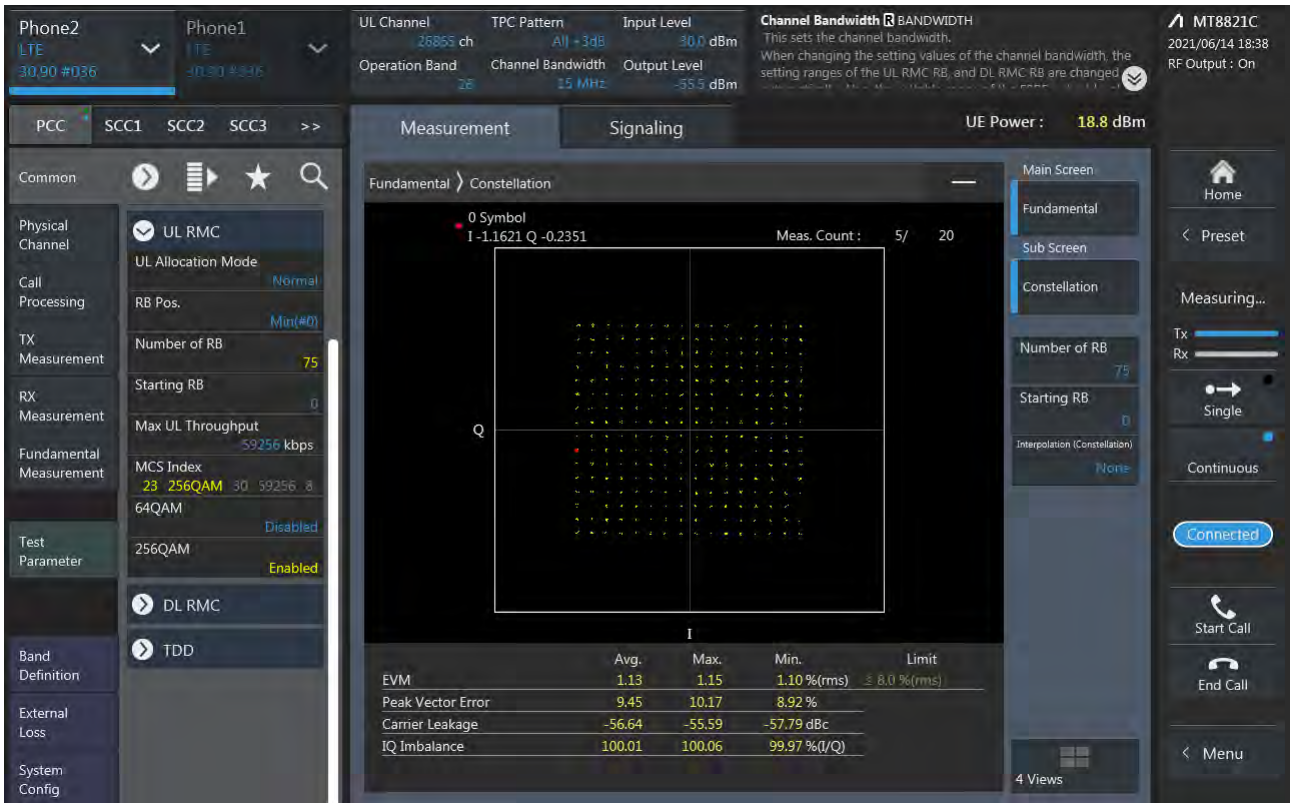 Phone2
LTE
30.90 #036
Phone1
LTE
30.90 #036
UL Channel
26865 ch
Operation Band
26
TPC Pattern
All +3dB
Channel Bandwidth
15 MHz
Input Level
30.0 dBm
Output Level
-55.5 dBm
Channel Bandwidth R BANDWIDTH
This sets the channel bandwidth.
When changing the setting values of the channel bandwidth, the
setting ranges of the UL RMC RB, and DL RMC RB are changed
MT8821C
2021/06/14 18:38
RF Output : On
PCC SCC1 SCC2 SCC3 >>
Measurement Signaling
UE Power : 18.8 dBm
Common
Physical
Channel
Call
Processing
TX
Measurement
RX
Measurement
Fundamental
Measurement
Test
Parameter
Band
Definition
External
Loss
System
Config
UL RMC
UL Allocation Mode
Normal
RB Pos.
Min(#0)
Number of RB
75
Starting RB
0
Max UL Throughput
59256 kbps
MCS Index
23 256QAM 30 59256 8
64QAM
Disabled
256QAM
Enabled
DL RMC
TDD
Fundamental Constellation
0 Symbol
I -1.1621 Q -0.2351
Meas. Count : 5/ 20
Q
I
Avg. Max. Min. Limit
EVM 1.13 1.15 1.10 %(rms) ≦ 8.0 %(rms)
Peak Vector Error 9.45 10.17 8.92 %
Carrier Leakage -56.64 -55.59 -57.79 dBc
IQ Imbalance 100.01 100.06 99.97 %(I/Q)
Main Screen
Fundamental
Sub Screen
Constellation
Number of RB
75
Starting RB
0
Interpolation (Constellation)
None
4 Views
Home
< Preset
Measuring...
Tx
Rx
Single
Continuous
Connected
Start Call
End Call
< Menu